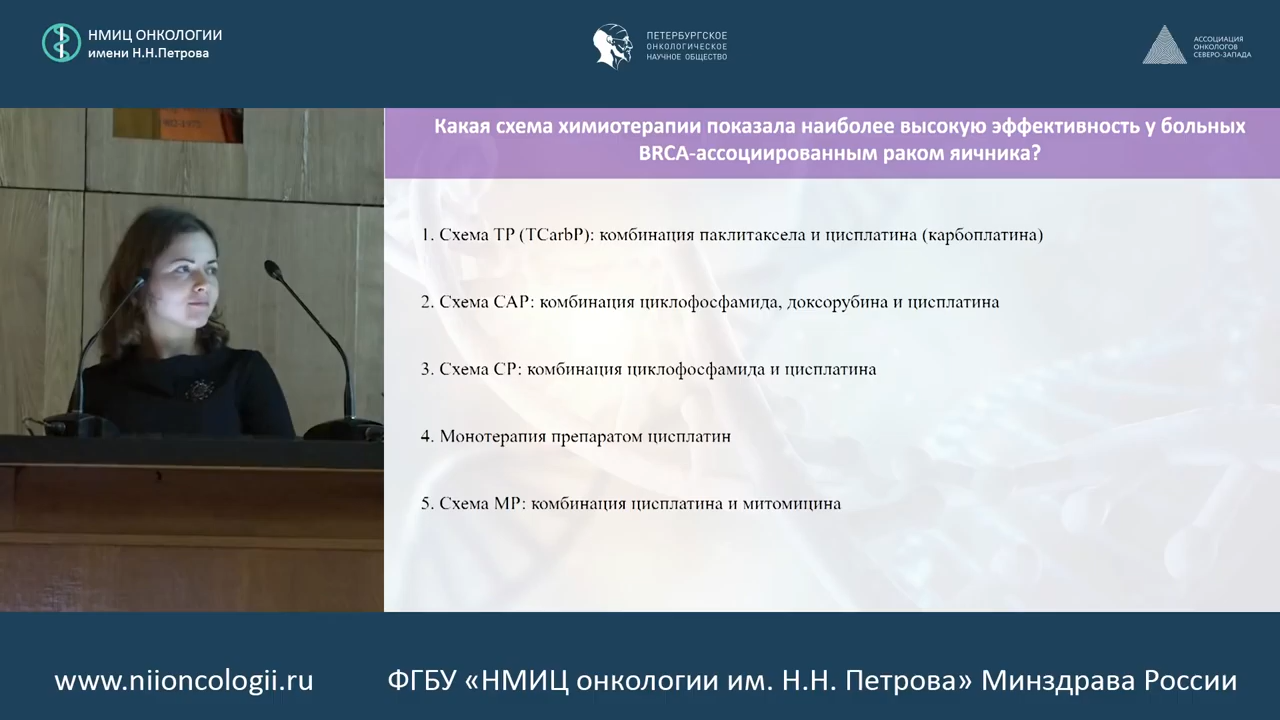 НМИЦ ОНКОЛОГИИ
имени Н.Н.Петрова
ПЕТЕРБУРГСКОЕ
ОНКОЛОГИЧЕСКОЕ
НАУЧНОЕ ОБЩЕСТВО
АССОЦИАЦИЯ
ОНКОЛОГОВ
СЕВЕРО-ЗАПАДА
Какая схема химиотерапии показала наиболее высокую эффективность у больных
BRCA-ассоциированным раком яичника?
1. Схема TP (TCarbP): комбинация паклитаксела и цисплатина (карбоплатина)
2. Схема CAP: комбинация циклофосфамида, доксорубина и цисплатина
3. Схема CP: комбинация циклофосфамида и цисплатина
4. Монотерапия препаратом цисплатин
5. Схема MP: комбинация цисплатина и митомицина
www.niioncologii.ru
ФГБУ «НМИЦ онкологии им. Н.Н. Петрова» Минздрава России